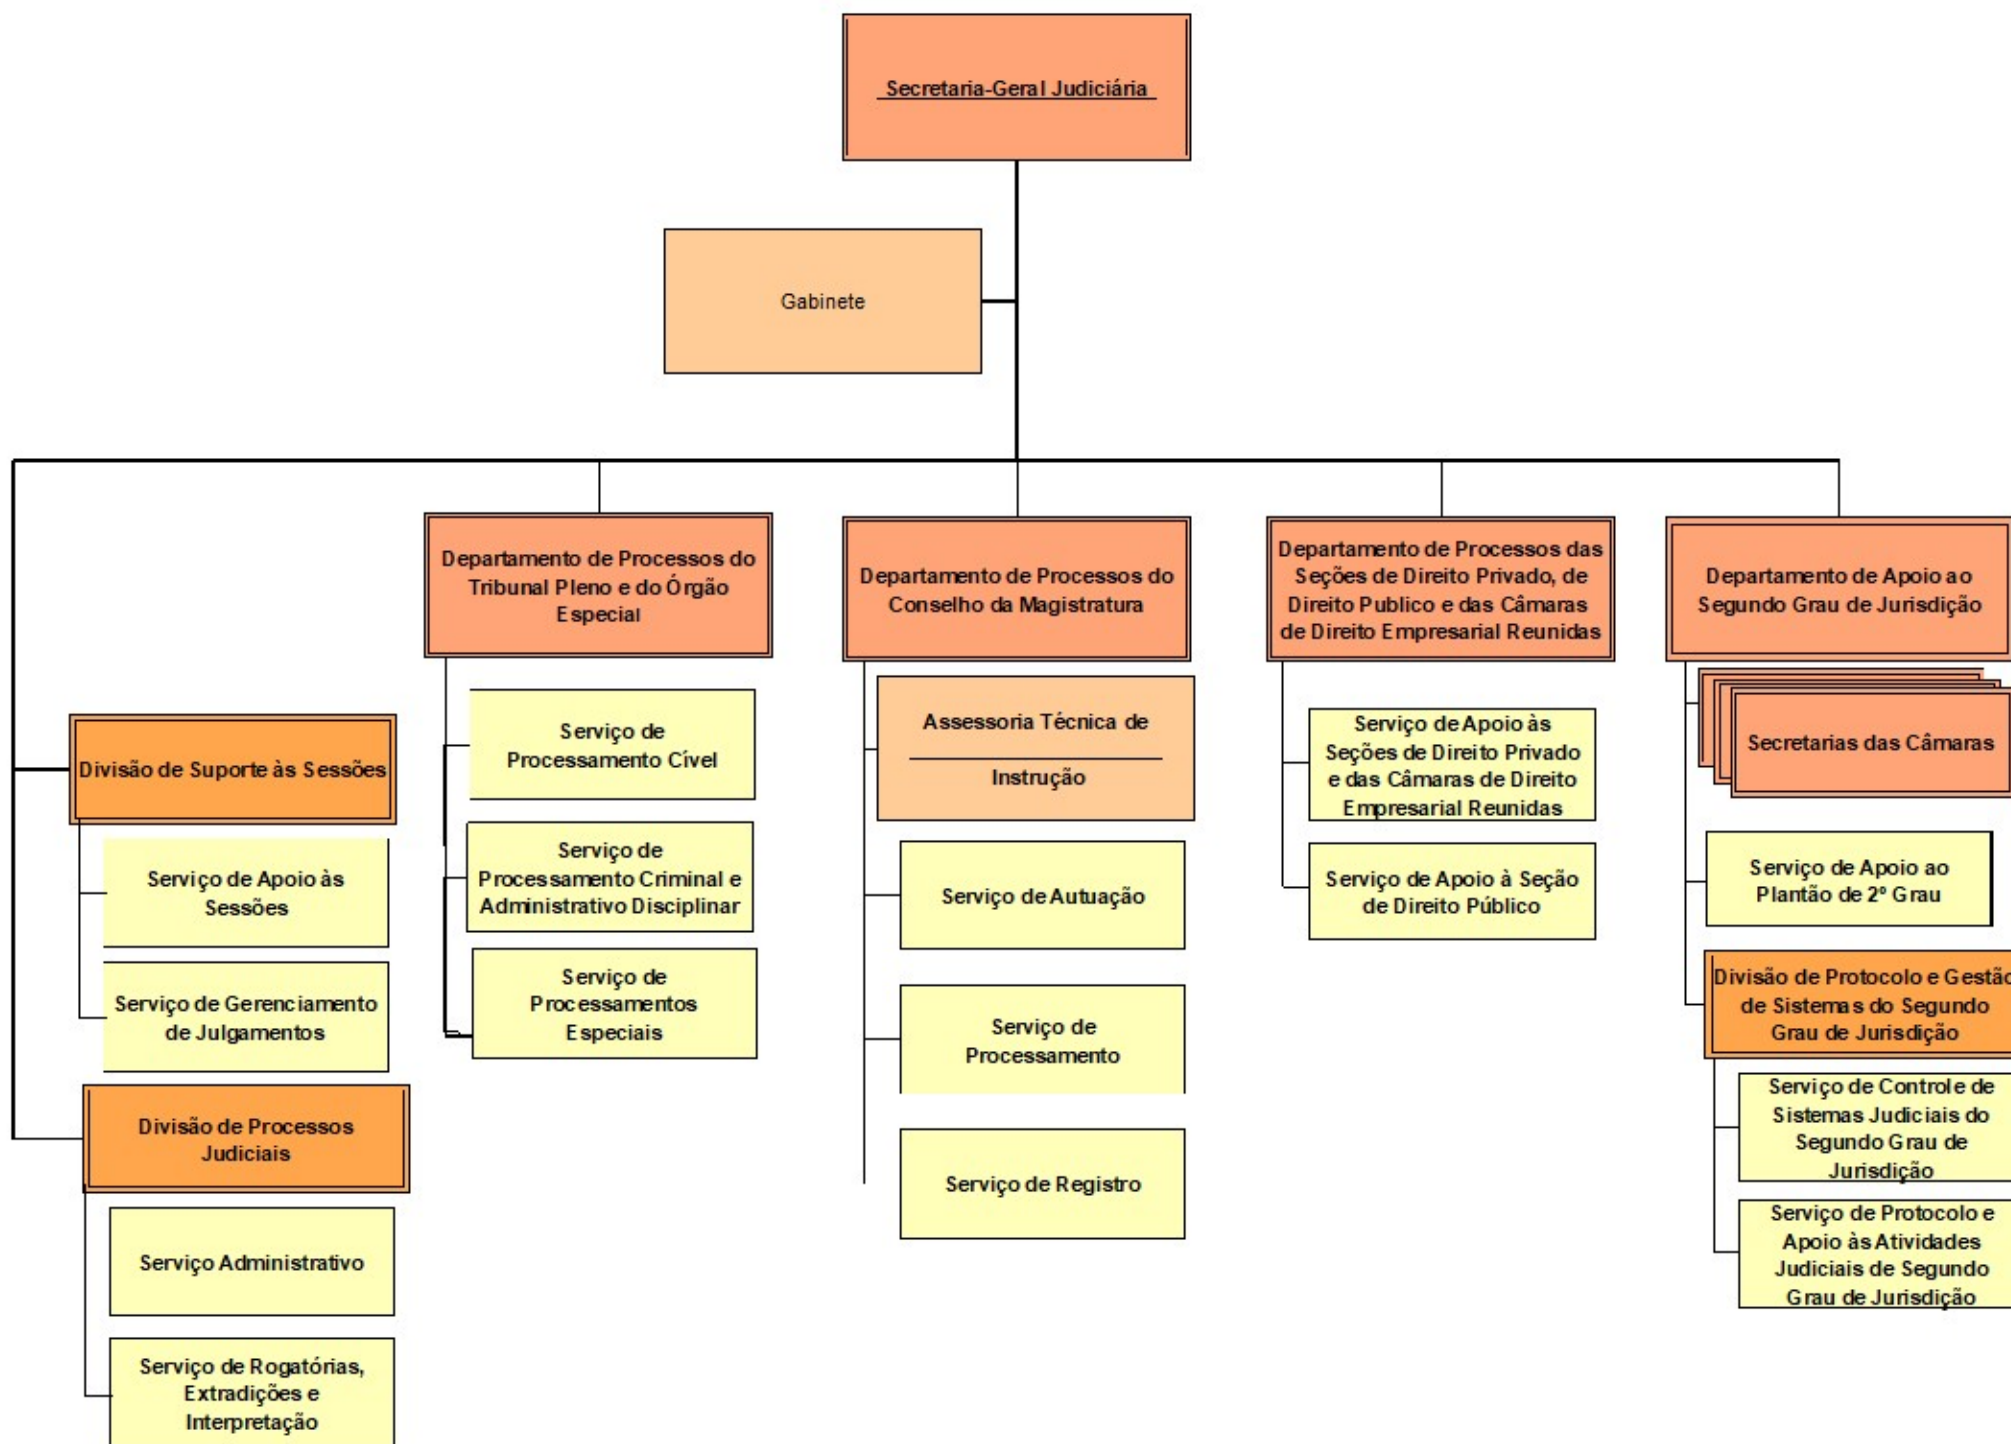 Secretaria-Geral Judiciária
Gabinete
Departamento de Processos do
Tribunal Pleno e do Órgão
Especial
Departamento de Processos do
Conselho da Magistratura
Departamento de Processos das
Seções de Direito Privado, de
Direito Publico e das Câmaras
de Direito Empresarial Reunidas
Departamento de Apoio ao
Segundo Grau de Jurisdição
Divisão de Suporte às Sessões
Serviço de Apoio às
Sessões
Serviço de Gerenciamento
de Julgamentos
Divisão de Processos
Judiciais
Serviço Administrativo
Serviço de Rogatórias,
Extradições e
Interpretação
Serviço de
Processamento Cível
Serviço de
Processamento Criminal e
Administrativo Disciplinar
Serviço de
Processamentos
Especiais
Assessoria Técnica de
Instrução
Serviço de Autuação
Serviço de
Processamento
Serviço de Registro
Serviço de Apoio às
Seções de Direito Privado
e das Câmaras de Direito
Empresarial Reunidas
Serviço de Apoio à Seção
de Direito Público
Secretarias das Câmaras
Serviço de Apoio ao
Plantão de 2º Grau
Divisão de Protocolo e Gestão
de Sistemas do Segundo
Grau de Jurisdição
Serviço de Controle de
Sistemas Judiciais do
Segundo Grau de
Jurisdição
Serviço de Protocolo e
Apoio às Atividades
Judiciais de Segundo
Grau de Jurisdição